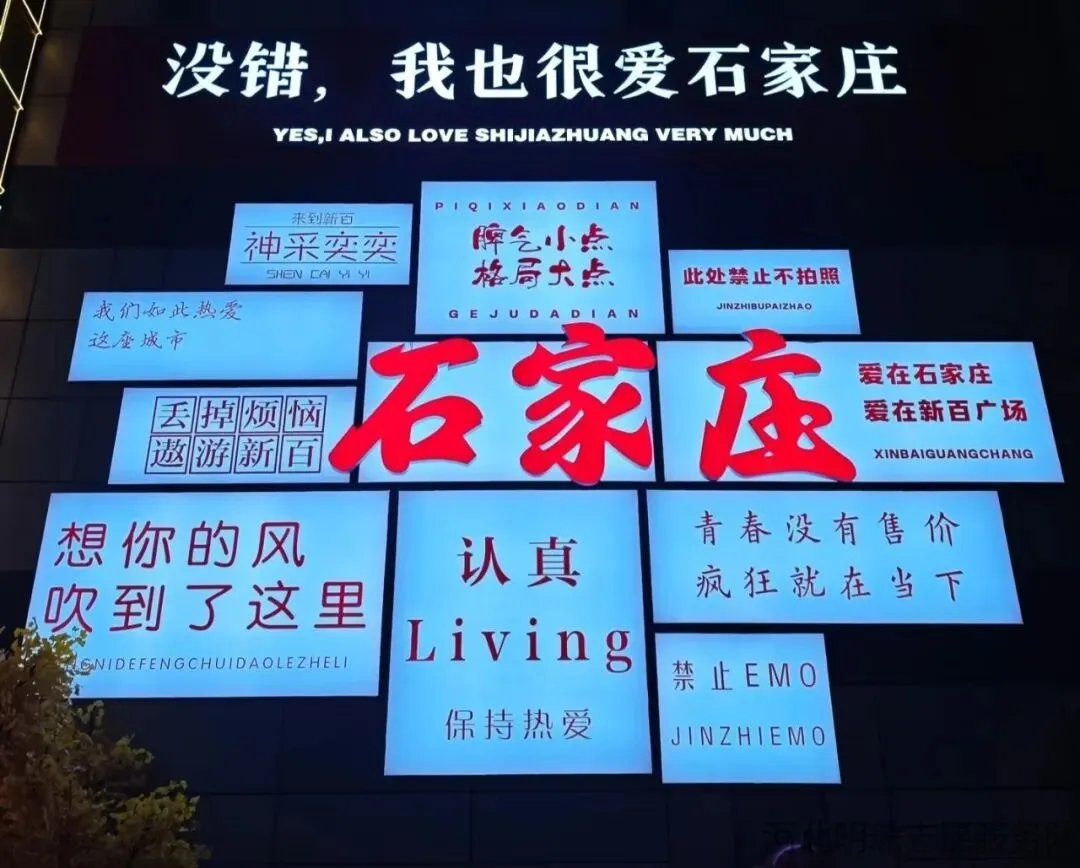 没错，我也很爱石家庄
YES,I ALSO LOVE SHIJIAZHUANG VERY MUCH
来到新百
神采奕奕
SHEN CAI YI YI
PIQIXIAODIAN
脾气小点
格局大点
GEJUDADIAN
此处禁止不拍照
JINZHIBUPAIZHAO
我们如此热爱
这座城市
石家庄
爱在石家庄
爱在新百广场
XINBAIGUANGCHANG
丢掉烦恼
遨游新百
想你的风
吹到了这里
NGNIDEFENGCHUIDAOLEZHELI
认真
Living
保持热爱
青春没有售价
疯狂就在当下
禁止EMO
JINZHIEMO